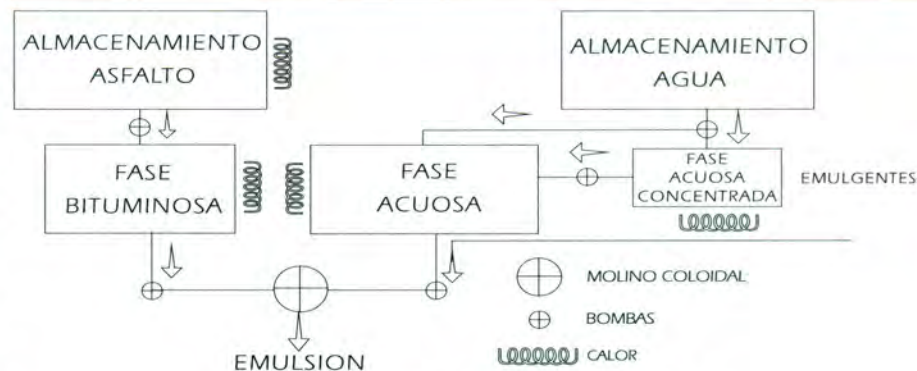 ALMACENAMIENTO
ASFALTO
ALMACENAMIENTO
AGUA
FASE
BITUMINOSA
FASE
ACUOSA
FASE
ACUOSA
CONCENTRADA
EMULGENTES
MOLINO COLOIDAL
BOMBAS
EMULSION
CALOR